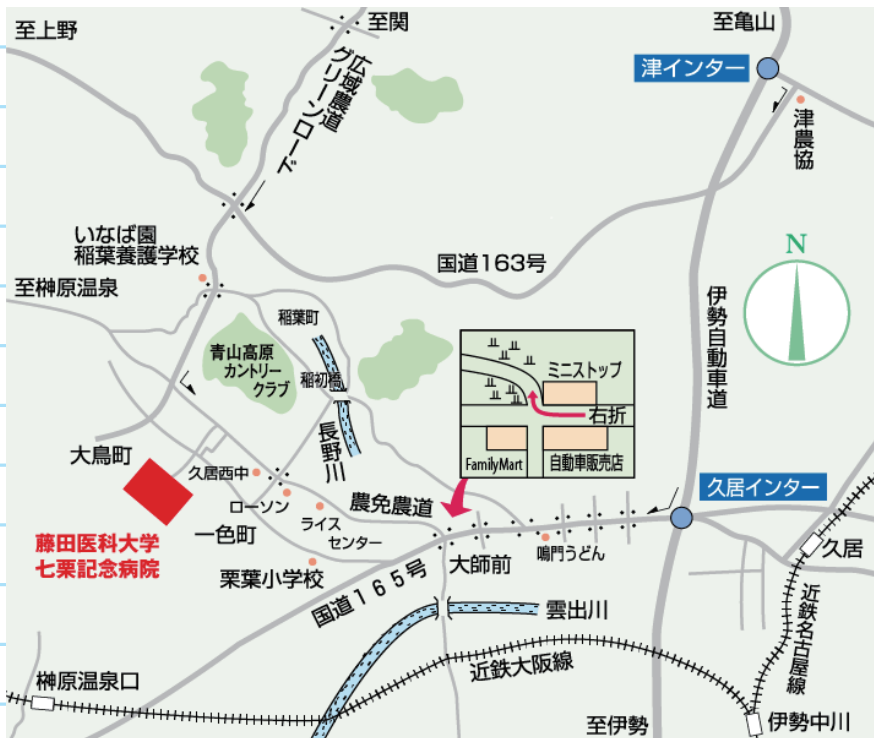 至上野
至関
至亀山
津インター
広域農道
グリーンロード
津農協
いなば園
稲葉養護学校
国道163号
N
至榊原温泉
伊勢自動車道
稲葉町
青山高原
カントリー
クラブ
稲初橋
長野川
ミニストップ
右折
FamilyMart
自動車販売店
大鳥町
久居西中
ローソン
農免農道
久居インター
藤田医科大学
七栗記念病院
一色町
ライス
センター
大師前
鳴門うどん
久居
栗葉小学校
国道165号
雲出川
近鉄名古屋線
近鉄大阪線
榊原温泉口
至伊勢
伊勢中川